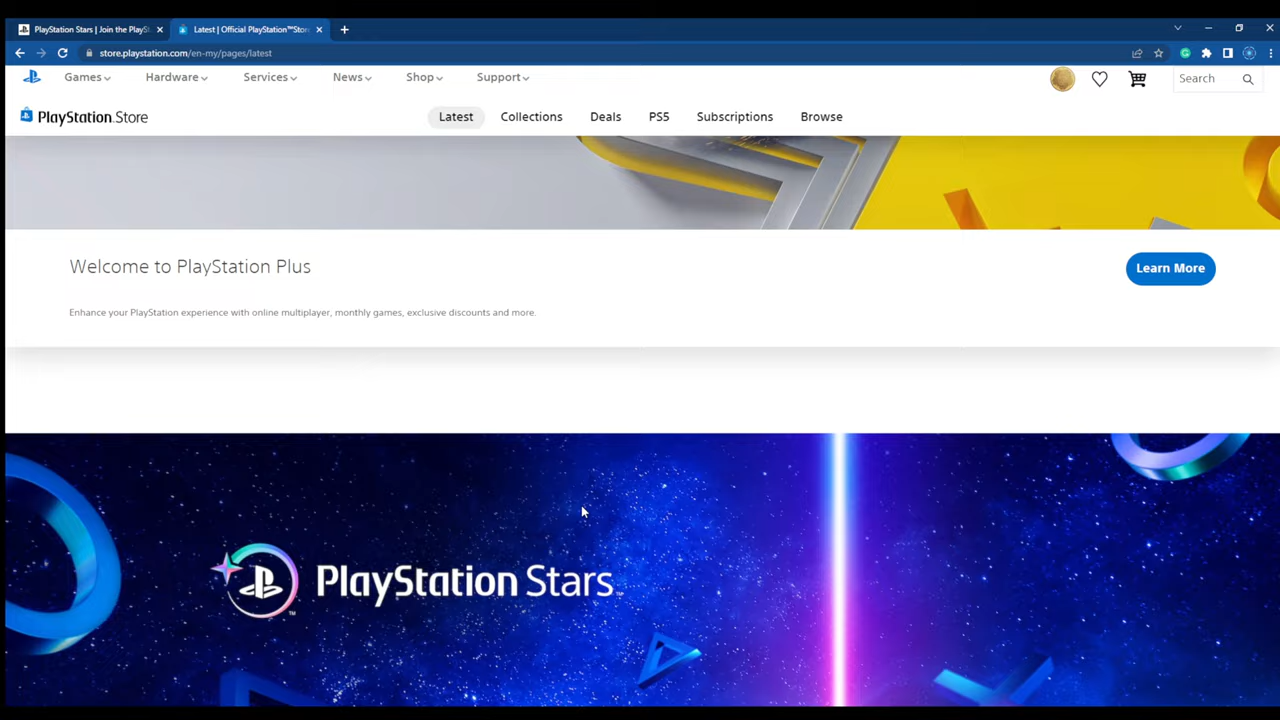 PlayStation Stars | Join the PlaySt
Latest | Official PlayStation™Store
store.playstation.com/en-my/pages/latest
Games Hardware Services News Shop Support
Search
PlayStation Store
Latest Collections Deals PS5 Subscriptions Browse
Welcome to PlayStation Plus
Learn More
Enhance your PlayStation experience with online multiplayer, monthly games, exclusive discounts and more.
PlayStation Stars™